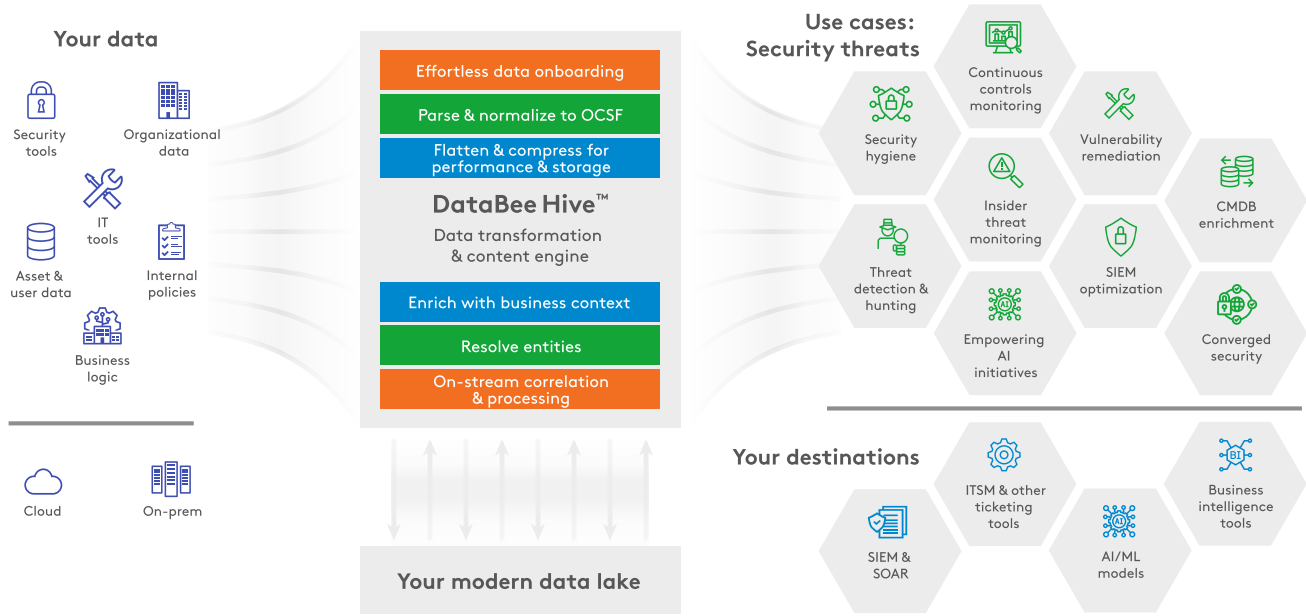 Your data
Security
tools
Organizational
data
IT
tools
Asset &
user data
Internal
policies
Business
logic
Cloud
On-prem
Effortless data onboarding
Parse & normalize to OCSF
Flatten & compress for
performance & storage
DataBee Hive™
Data transformation
& content engine
Enrich with business context
Resolve entities
On-stream correlation
& processing
Your modern data lake
Use cases:
Security threats
Continuous
controls
monitoring
Security
hygiene
Vulnerability
remediation
Insider
threat
monitoring
CMDB
enrichment
Threat
detection &
hunting
SIEM
optimization
AI
Empowering
AI
initiatives
Converged
security
Your destinations
ITSM & other
ticketing
tools
BI
Business
intelligence
tools
SIEM &
SOAR
AI
AI/ML
models